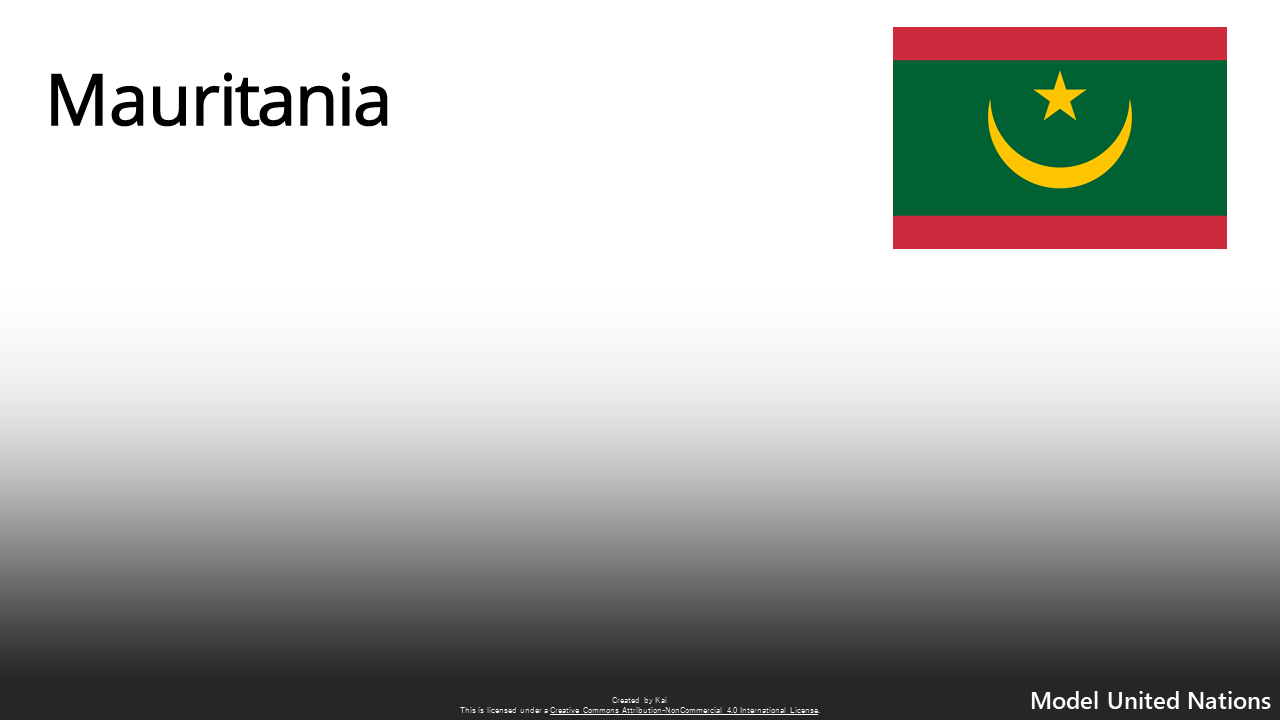 Mauritania
Created by Kai
This is licensed under a Creative Commons Attribution-NonCommercial 4.0 International License.
Model United Nations